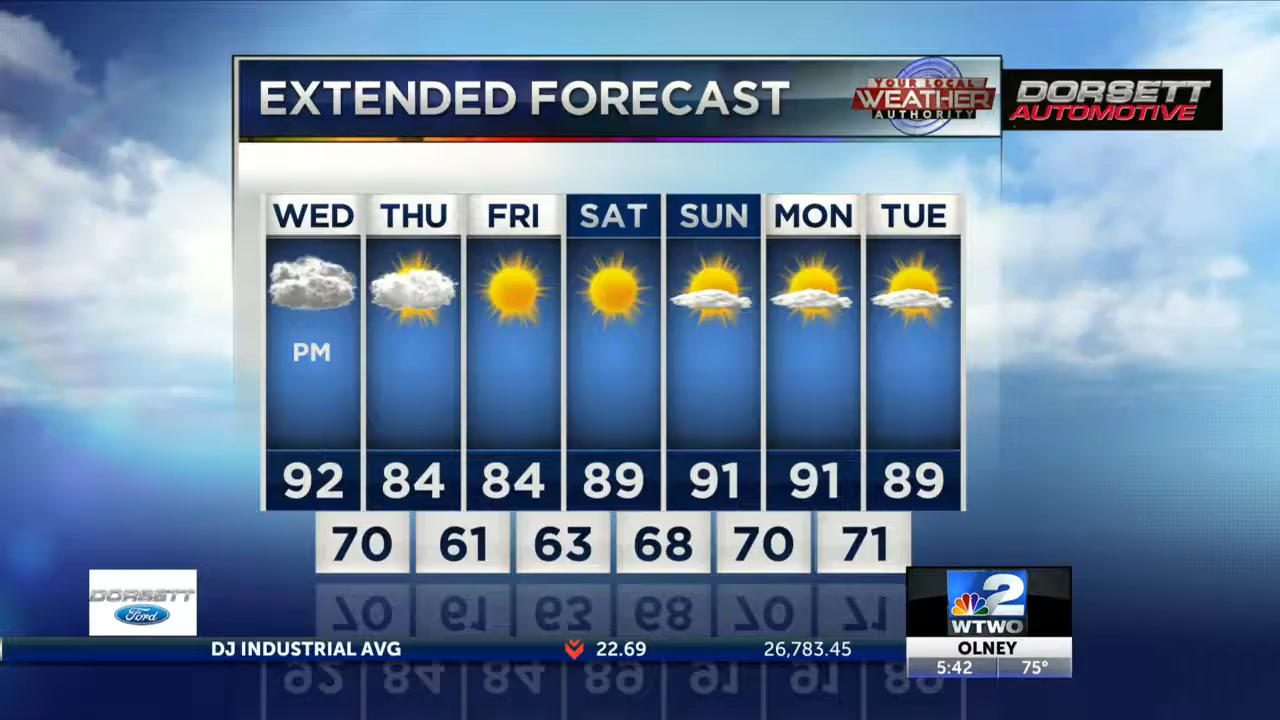 EXTENDED FORECAST
YOUR LOCAL
WEATHER
AUTHORITY
DORSETT
AUTOMOTIVE
WED THU FRI SAT SUN MON TUE
PM
92 84 84 89 91 91 89
70 61 63 68 70 71
DORSETT
Ford
2
WTWO
DJ INDUSTRIAL AVG 22.69 26,783.45
OLNEY
5:42 75°